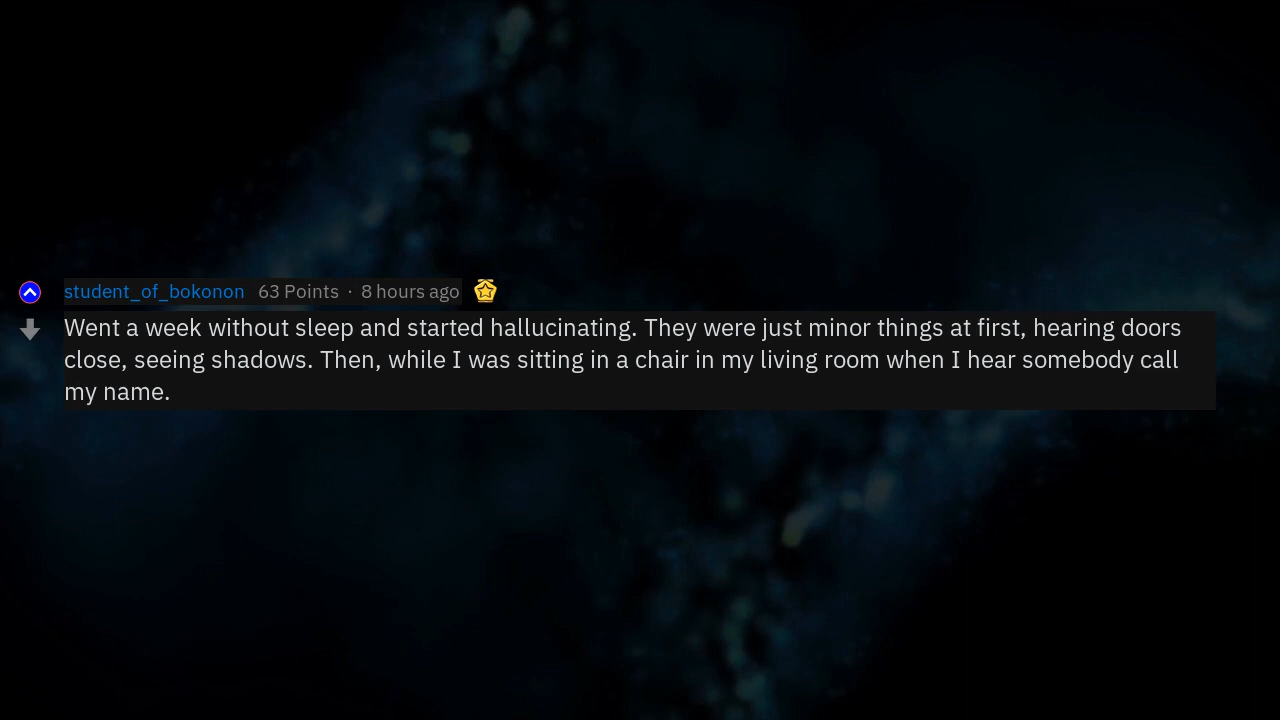 student_of_bokonon 63 Points · 8 hours ago
Went a week without sleep and started hallucinating. They were just minor things at first, hearing doors
close, seeing shadows. Then, while I was sitting in a chair in my living room when I hear somebody call
my name.